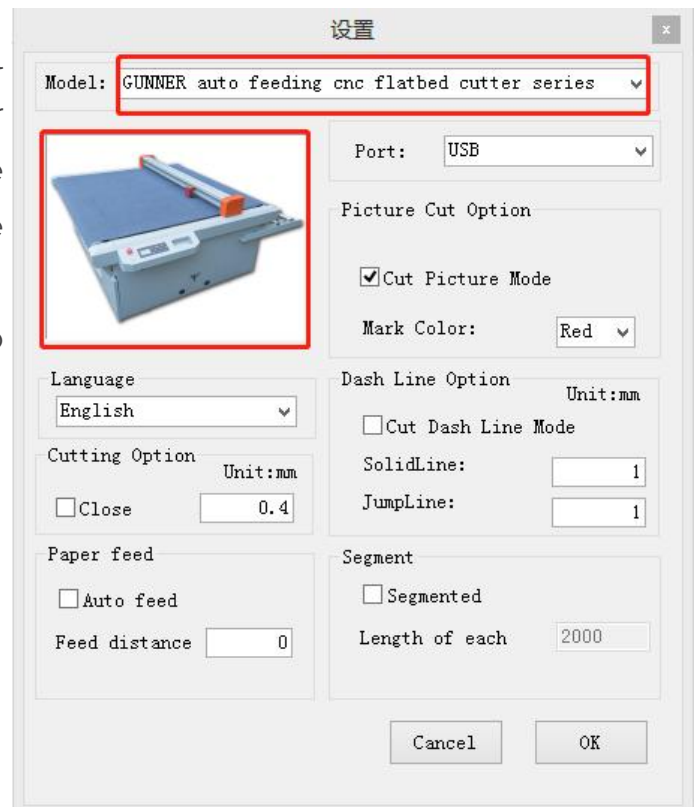 设置
Model: GUNNER auto feeding cnc flatbed cutter series
Port: USB
Picture Cut Option
Cut Picture Mode
Mark Color: Red
Language
English
Dash Line Option
Unit:mm
Cut Dash Line Mode
SolidLine: 1
JumpLine: 1
Cutting Option
Unit:mm
Close 0.4
Paper feed
Auto feed
Feed distance 0
Segment
Segmented
Length of each 2000
Cancel OK